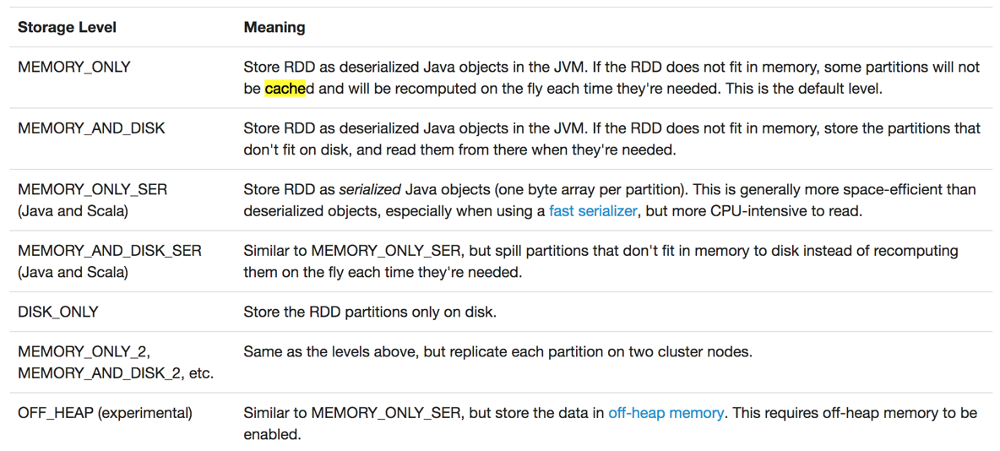 Storage Level Meaning
MEMORY_ONLY Store RDD as deserialized Java objects in the JVM. If the RDD does not fit in memory, some partitions will not
be cached and will be recomputed on the fly each time they're needed. This is the default level.
MEMORY_AND_DISK Store RDD as deserialized Java objects in the JVM. If the RDD does not fit in memory, store the partitions that
don't fit on disk, and read them from there when they're needed.
MEMORY_ONLY_SER Store RDD as serialized Java objects (one byte array per partition). This is generally more space-efficient than
(Java and Scala) deserialized objects, especially when using a fast serializer, but more CPU-intensive to read.
MEMORY_AND_DISK_SER Similar to MEMORY_ONLY_SER, but spill partitions that don't fit in memory to disk instead of recomputing
(Java and Scala) them on the fly each time they're needed.
DISK_ONLY Store the RDD partitions only on disk.
MEMORY_ONLY_2, Same as the levels above, but replicate each partition on two cluster nodes.
MEMORY_AND_DISK_2, etc.
OFF_HEAP (experimental) Similar to MEMORY_ONLY_SER, but store the data in off-heap memory. This requires off-heap memory to be
enabled.